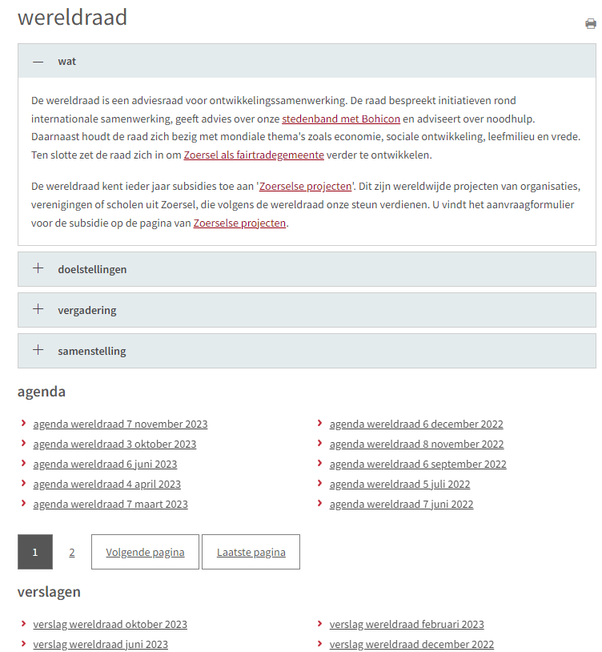 wereldraad
wat
De wereldraad is een adviesraad voor ontwikkelingssamenwerking. De raad bespreekt initiatieven rond
internationale samenwerking, geeft advies over onze stedenband met Bohicon en adviseert over noodhulp.
Daarnaast houdt de raad zich bezig met mondiale thema's zoals economie, sociale ontwikkeling, leefmilieu en vrede.
Ten slotte zet de raad zich in om Zoersel als fairtradegemeente verder te ontwikkelen.
De wereldraad kent ieder jaar subsidies toe aan 'Zoerselse projecten'. Dit zijn wereldwijde projecten van organisaties,
verenigingen of scholen uit Zoersel, die volgens de wereldraad onze steun verdienen. U vindt het aanvraagformulier
voor de subsidie op de pagina van Zoerselse projecten.
doelstellingen
vergadering
samenstelling
agenda
agenda wereldraad 7 november 2023
agenda wereldraad 3 oktober 2023
agenda wereldraad 6 juni 2023
agenda wereldraad 4 april 2023
agenda wereldraad 7 maart 2023
agenda wereldraad 6 december 2022
agenda wereldraad 8 november 2022
agenda wereldraad 6 september 2022
agenda wereldraad 5 juli 2022
agenda wereldraad 7 juni 2022
1 2 Volgende pagina Laatste pagina
verslagen
verslag wereldraad oktober 2023
verslag wereldraad juni 2023
verslag wereldraad februari 2023
verslag wereldraad december 2022